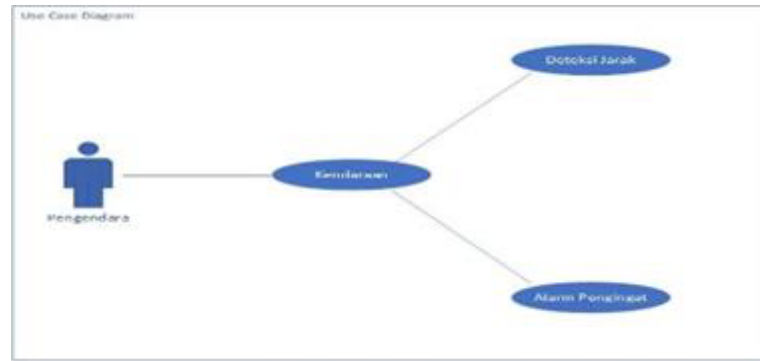 Use Case Diagram
Deteksi Jarak
Kendaraan
Pengendara
Alarm Pengingat